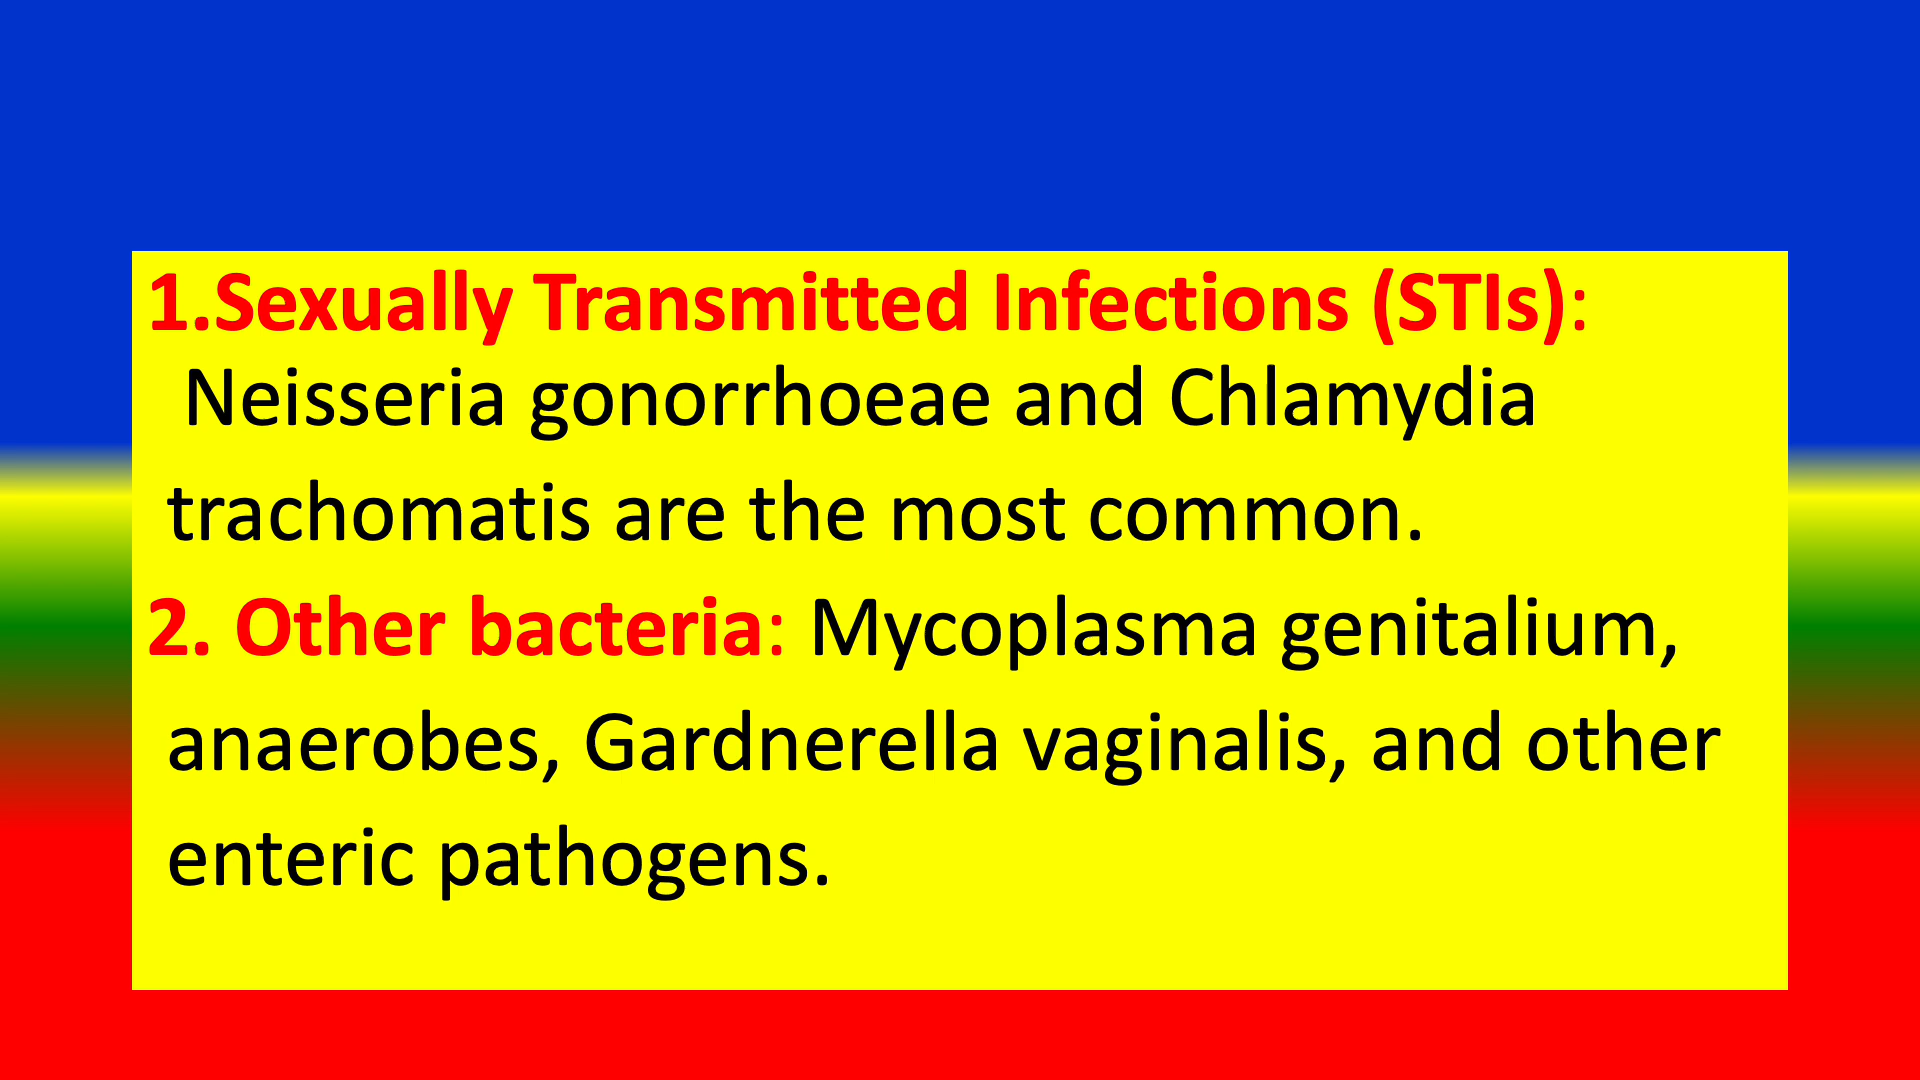 1.Sexually Transmitted Infections (STIs):
Neisseria gonorrhoeae and Chlamydia
trachomatis are the most common.
2. Other bacteria: Mycoplasma genitalium,
anaerobes, Gardnerella vaginalis, and other
enteric pathogens.